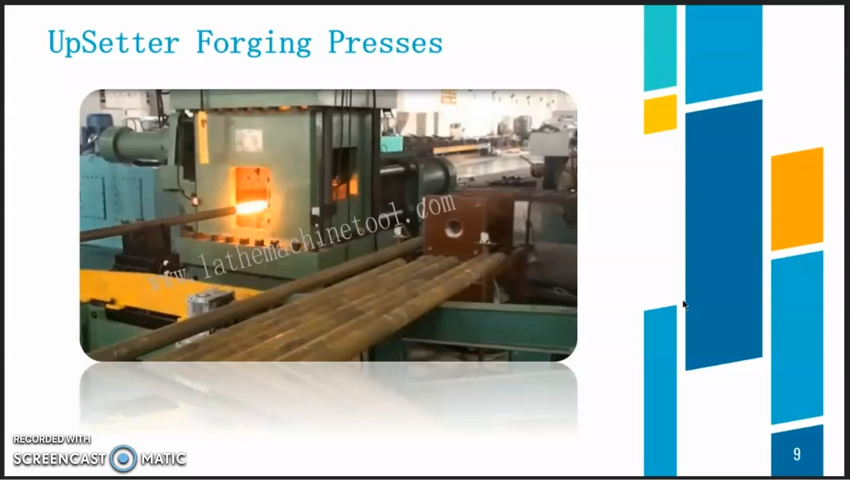 UpSetter Forging Presses
www.lathemachinetool.com
RECORDED WITH
SCREENCAST MATIC
9